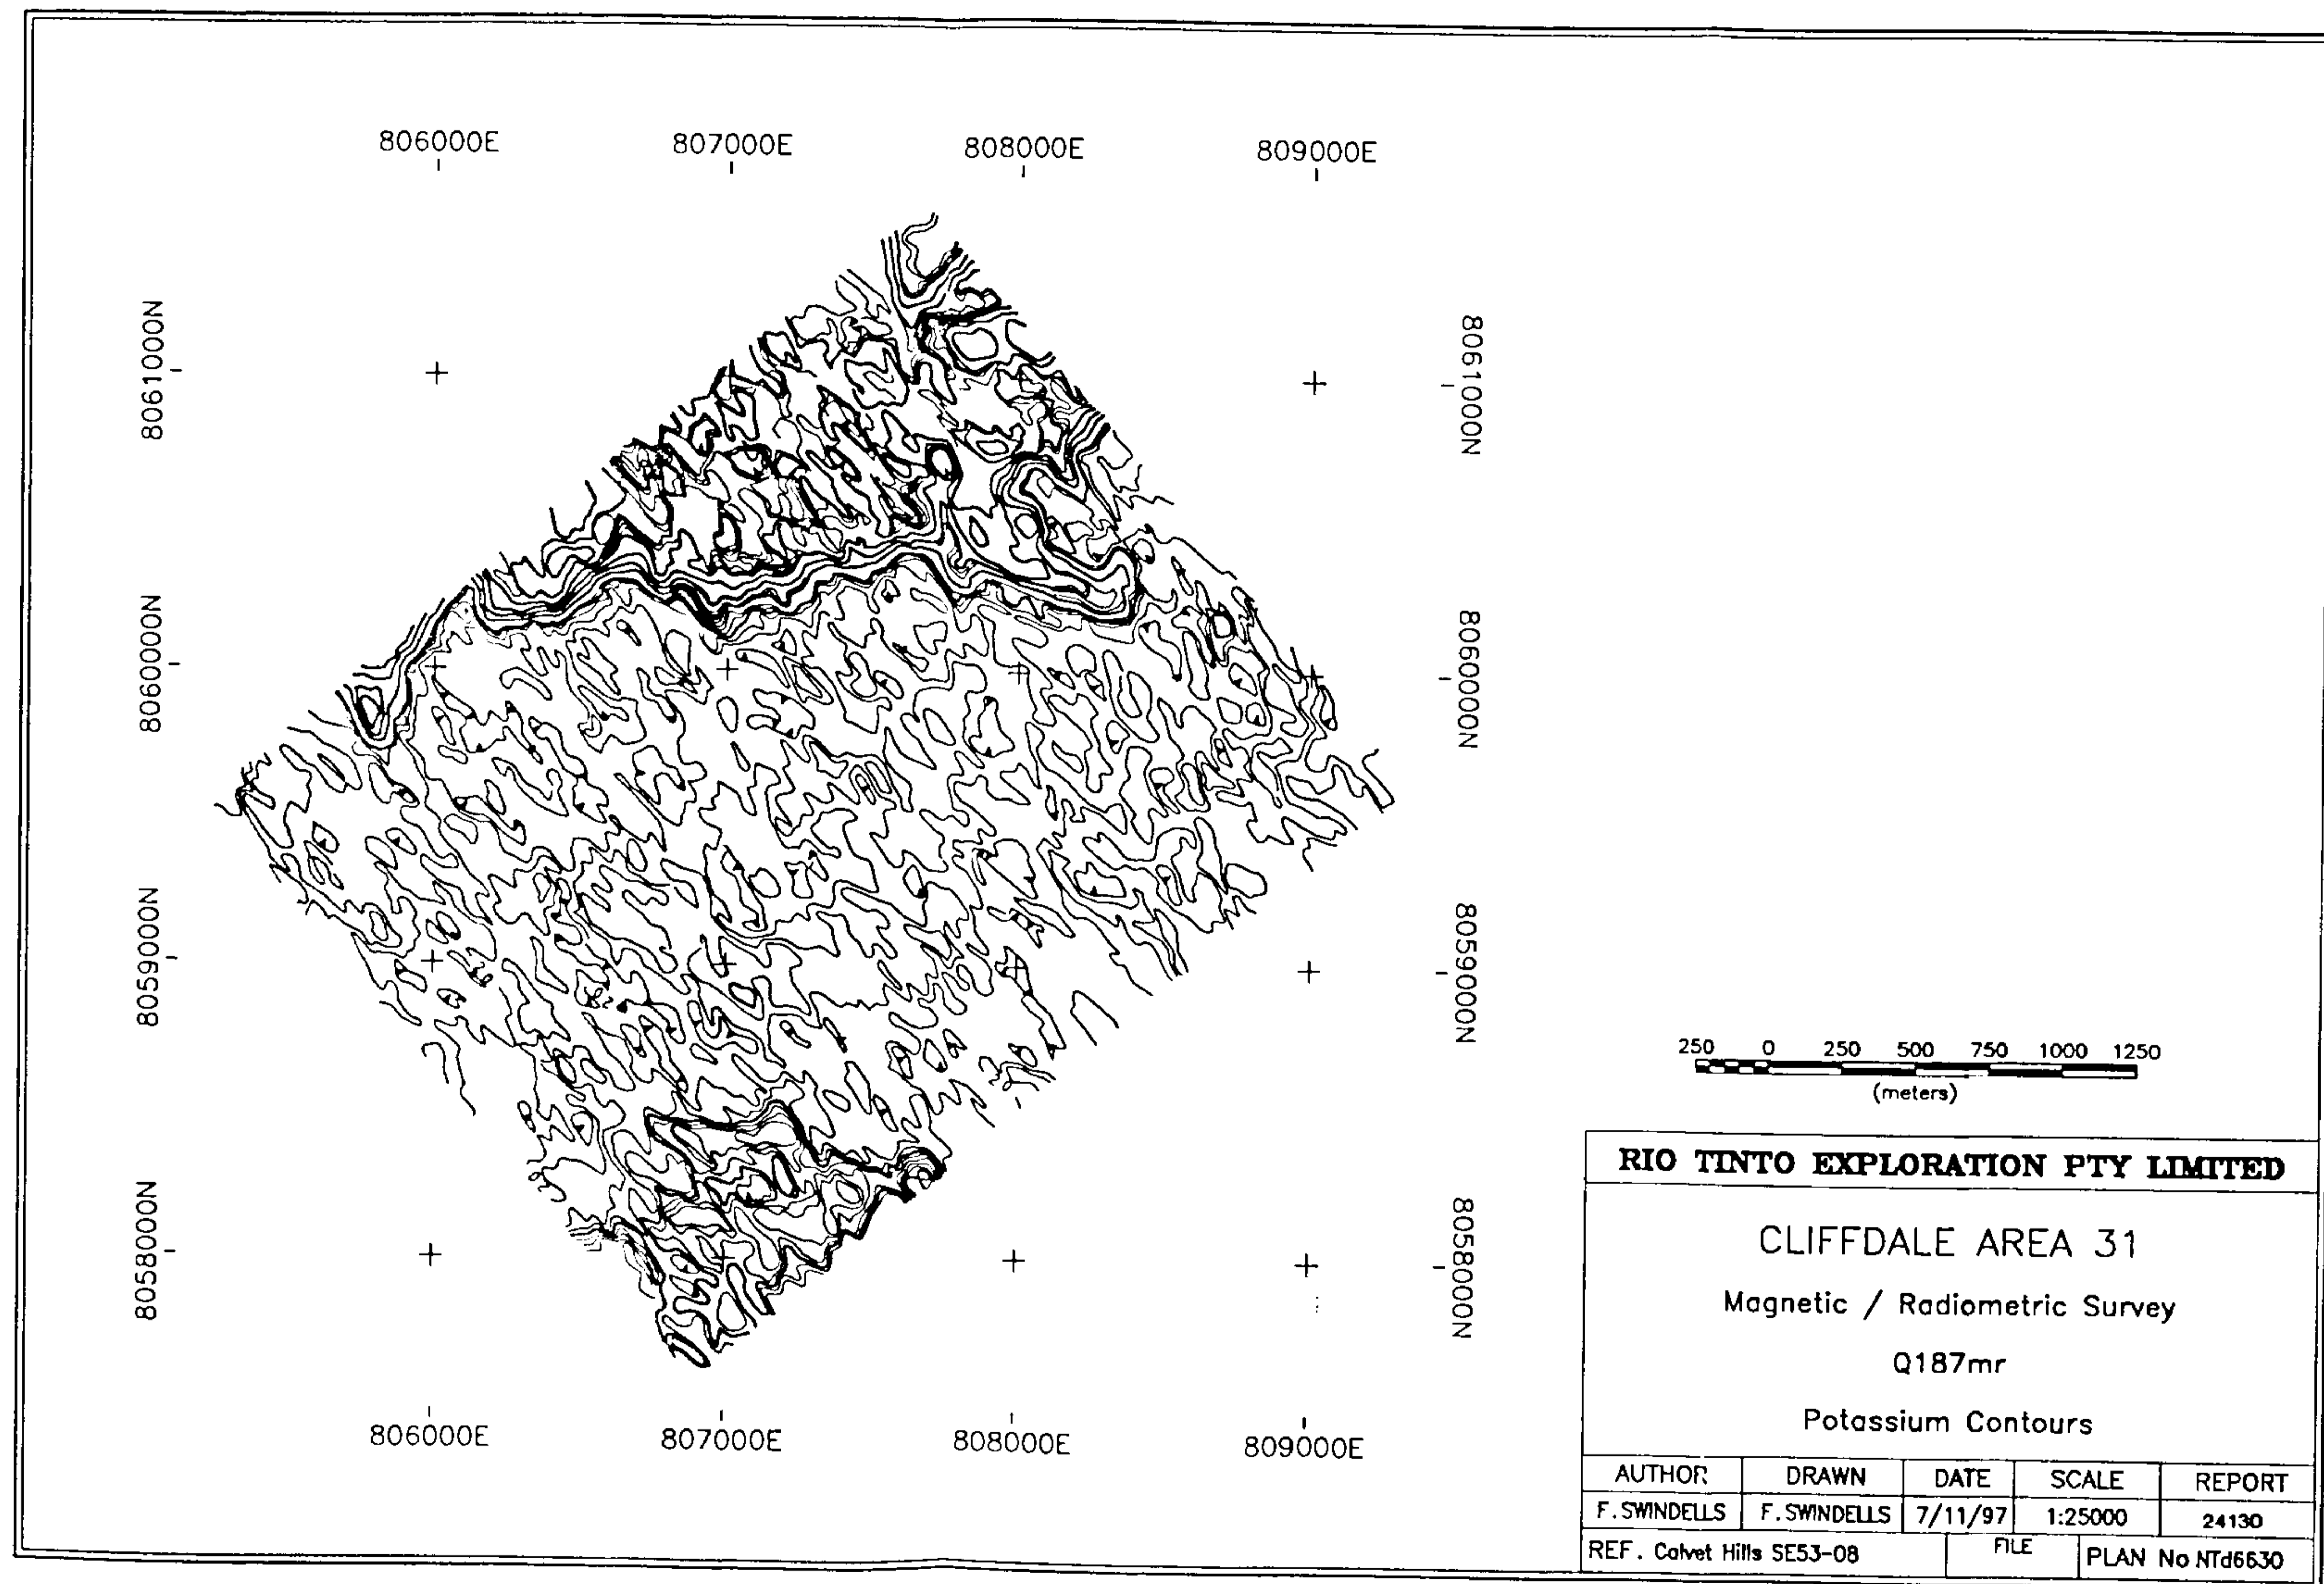 806000E 807000E 808000E 809000E
8061000N 8061000N
8060000N 8060000N
8059000N 8059000N
8058000N 8058000N
806000E 807000E 808000E 809000E
250 0 250 500 750 1000 1250
(meters)
RIO TINTO EXPLORATION PTY LIMITED
CLIFFDALE AREA 31
Magnetic / Radiometric Survey
Q187mr
Potassium Contours
AUTHOR DRAWN DATE SCALE REPORT
F.SWINDELLS F.SWINDELLS 7/11/97 1:25000 24130
REF. Calvet Hills SE53-08 FILE PLAN No NTd6630